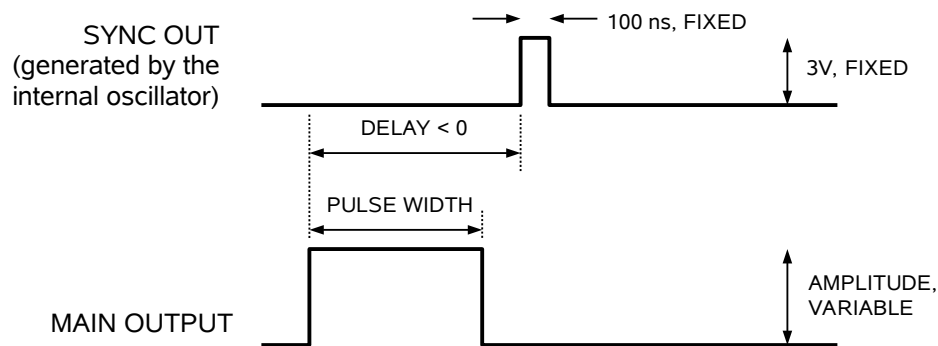 SYNC OUT
(generated by the
internal oscillator)
100 ns, FIXED
3V, FIXED
DELAY < 0
PULSE WIDTH
MAIN OUTPUT
AMPLITUDE,
VARIABLE